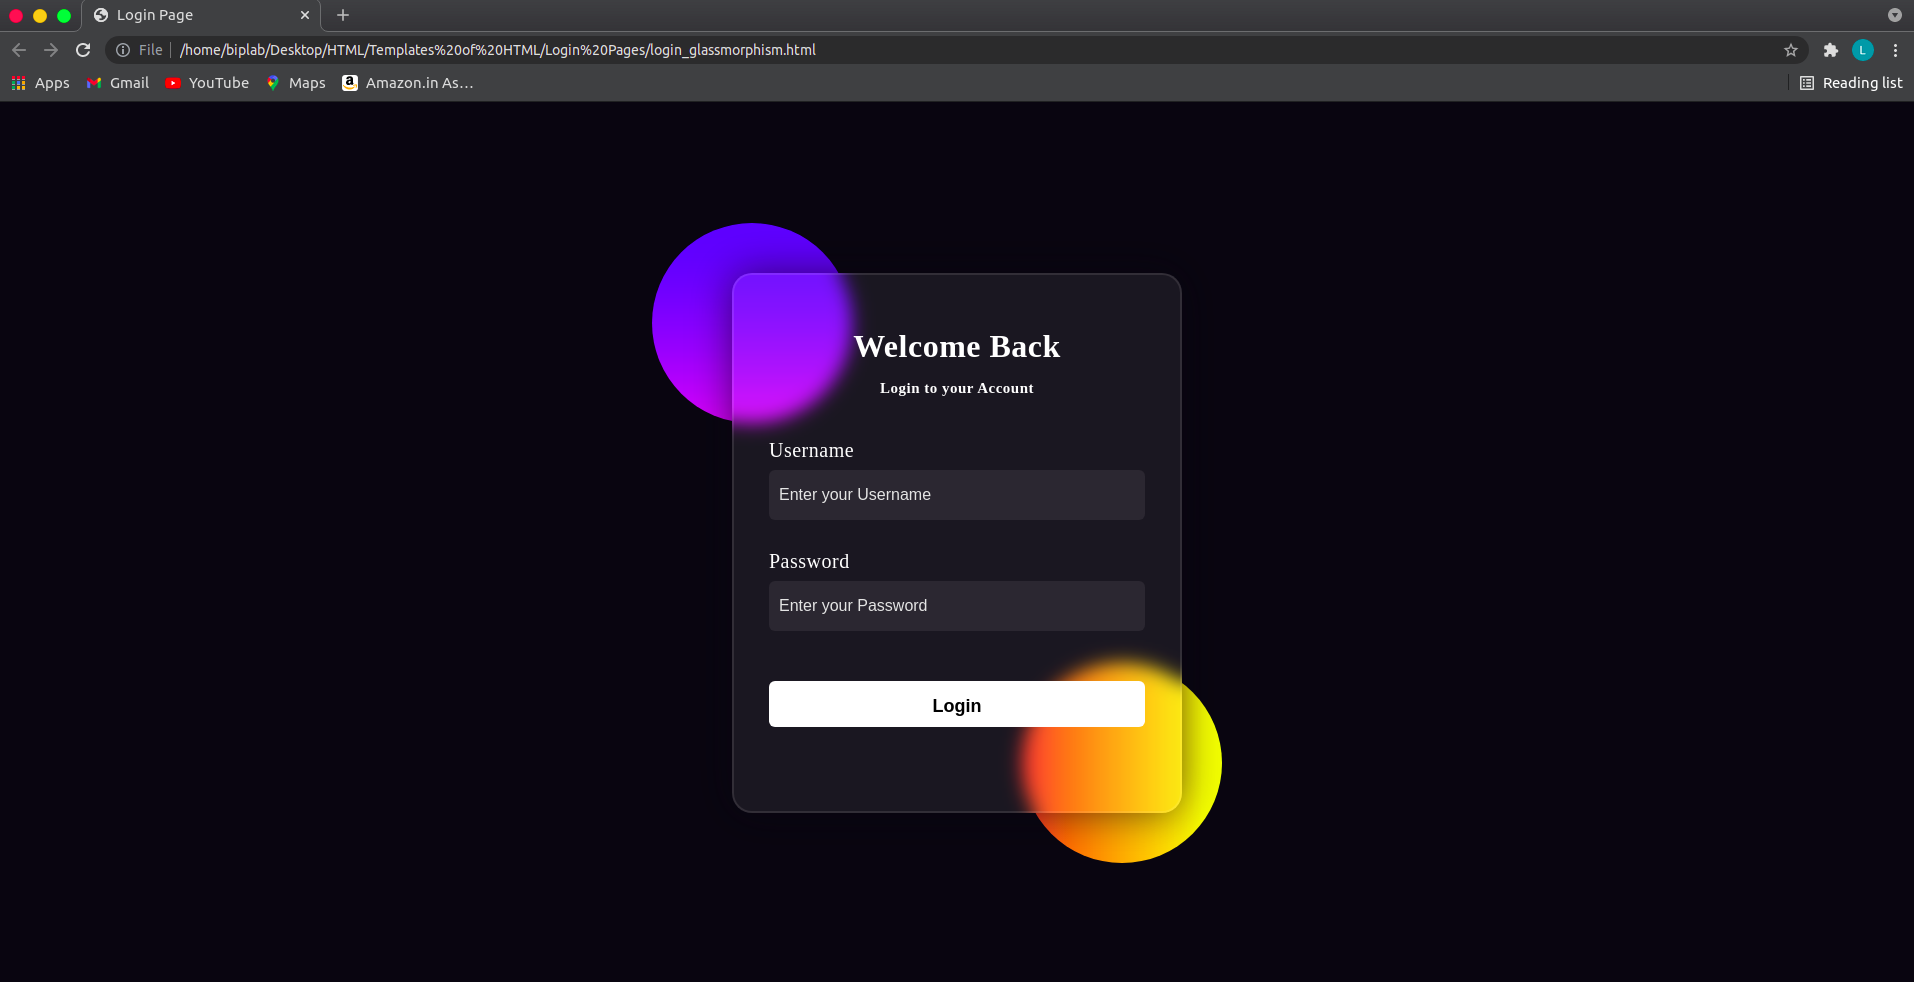 Login Page
File /home/biplab/Desktop/HTML/Templates%20of%20HTML/Login%20Pages/login_glassmorphism.html
L
Apps Gmail YouTube Maps a Amazon.in As... Reading list
Welcome Back
Login to your Account
Username
Enter your Username
Password
Enter your Password
Login